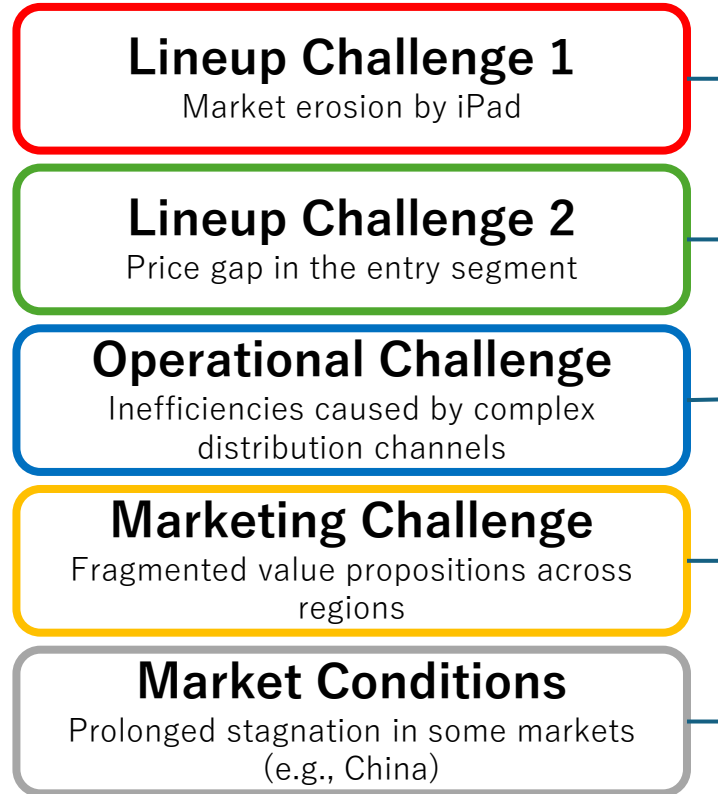 Lineup Challenge 1
Market erosion by iPad
Lineup Challenge 2
Price gap in the entry segment
Operational Challenge
Inefficiencies caused by complex
distribution channels
Marketing Challenge
Fragmented value propositions across
regions
Market Conditions
Prolonged stagnation in some markets
(e.g., China)